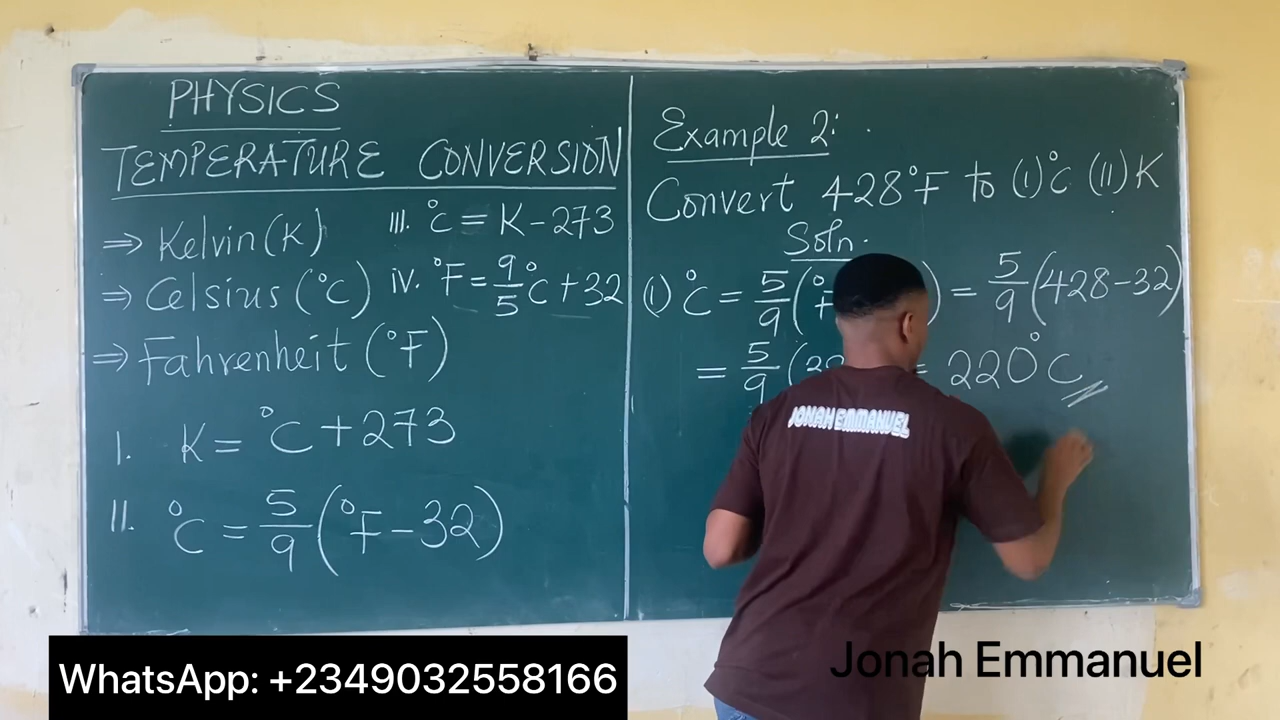 PHYSICS
TEMPERATURE CONVERSION
⇒ Kelvin (K)
⇒ Celsius (°C)
⇒ Fahrenheit (°F)
I. K = °C + 273
II. °C = 5/9 (°F - 32)
III. °C = K - 273
iv. °F = 9/5 °C + 32
Example 2:
Convert 428°F to (I) °C (II) K
Soln.
(I) °C = 5/9 (°F ) = 5/9 (428 - 32)
= 5/9 ( = 220°C
JONAH EMMANUEL
WhatsApp: +2349032558166
Jonah Emmanuel